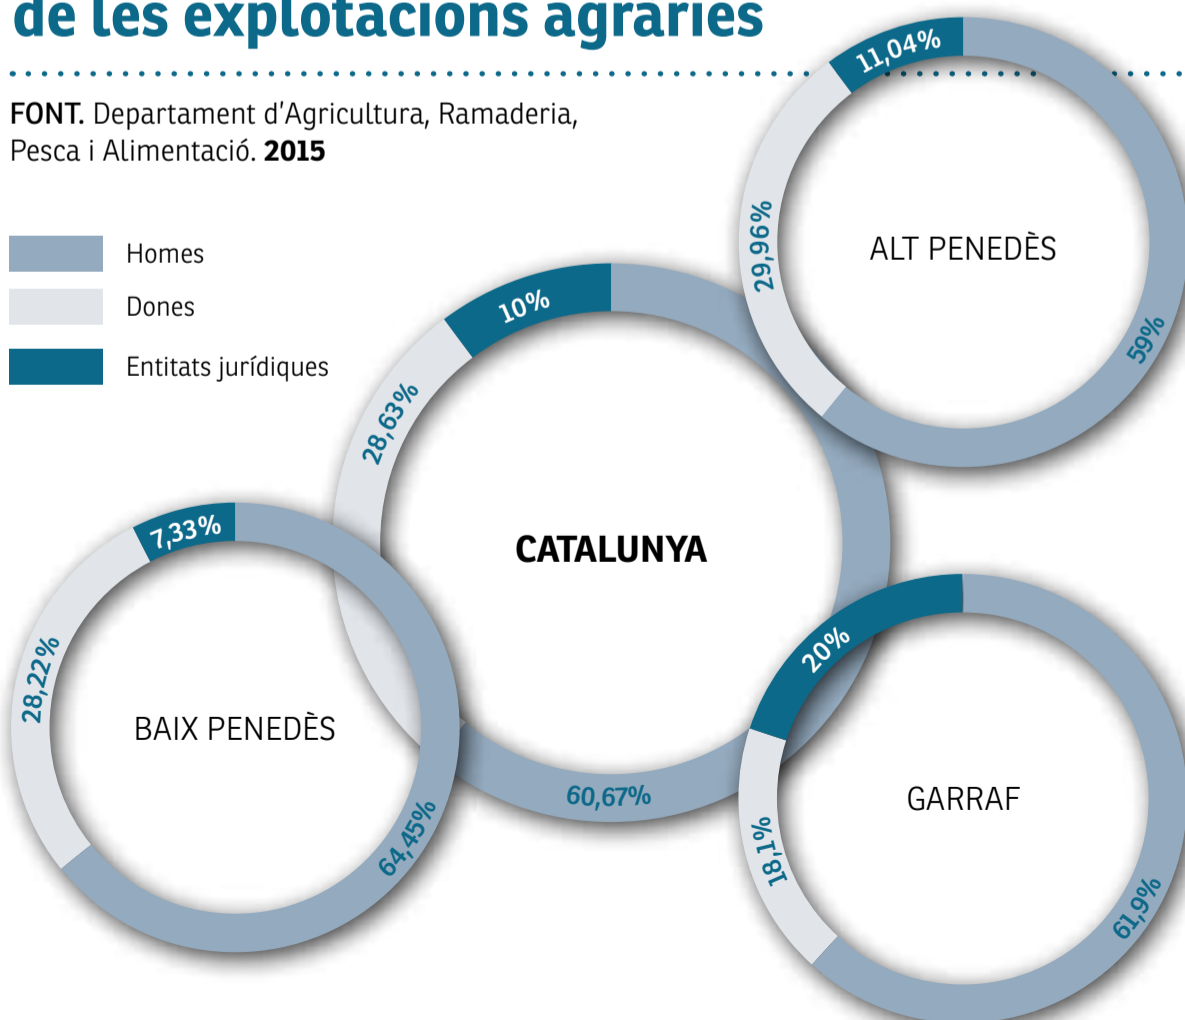 de les explotacions agràries
FONT. Departament d'Agricultura, Ramaderia,
Pesca i Alimentació. 2015
Homes
Dones
Entitats jurídiques
11,04%
29,96%
ALT PENEDÈS
59%
10%
28,63%
CATALUNYA
60,67%
7,33%
28,22%
BAIX PENEDÈS
64,45%
20%
18,1%
GARRAF
61,9%